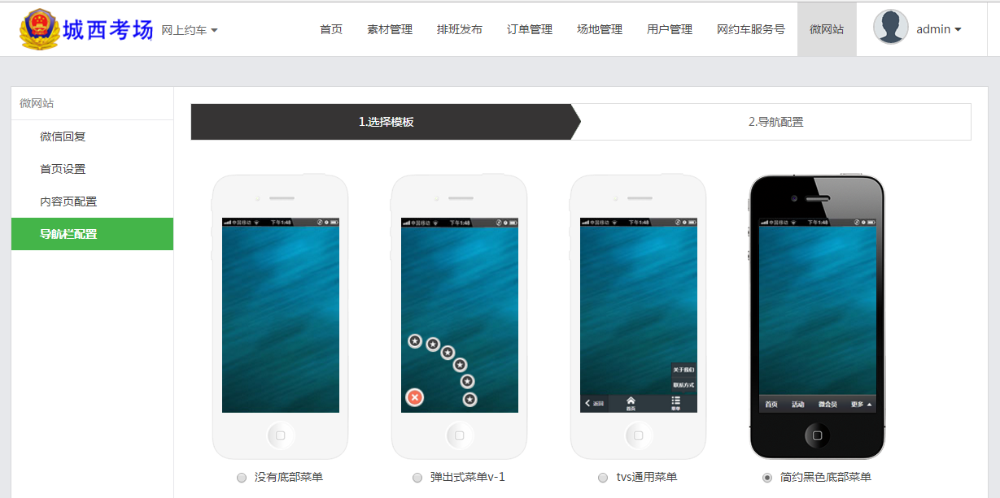 城西考场 网上约车 首页 素材管理 排班发布 订单管理 场地管理 用户管理 网约车服务号 微网站 admin
微网站
微信回复
首页设置
内容页配置
导航栏配置
1.选择模板 2.导航配置
中国移动 下午1:48 中国移动 下午1:48 中国移动 下午1:48 中国移动 下午1:48
关于我们
联系方式
返回 首页 菜单
首页 活动 微会员 更多
没有底部菜单 弹出式菜单v-1 tvs通用菜单 简约黑色底部菜单